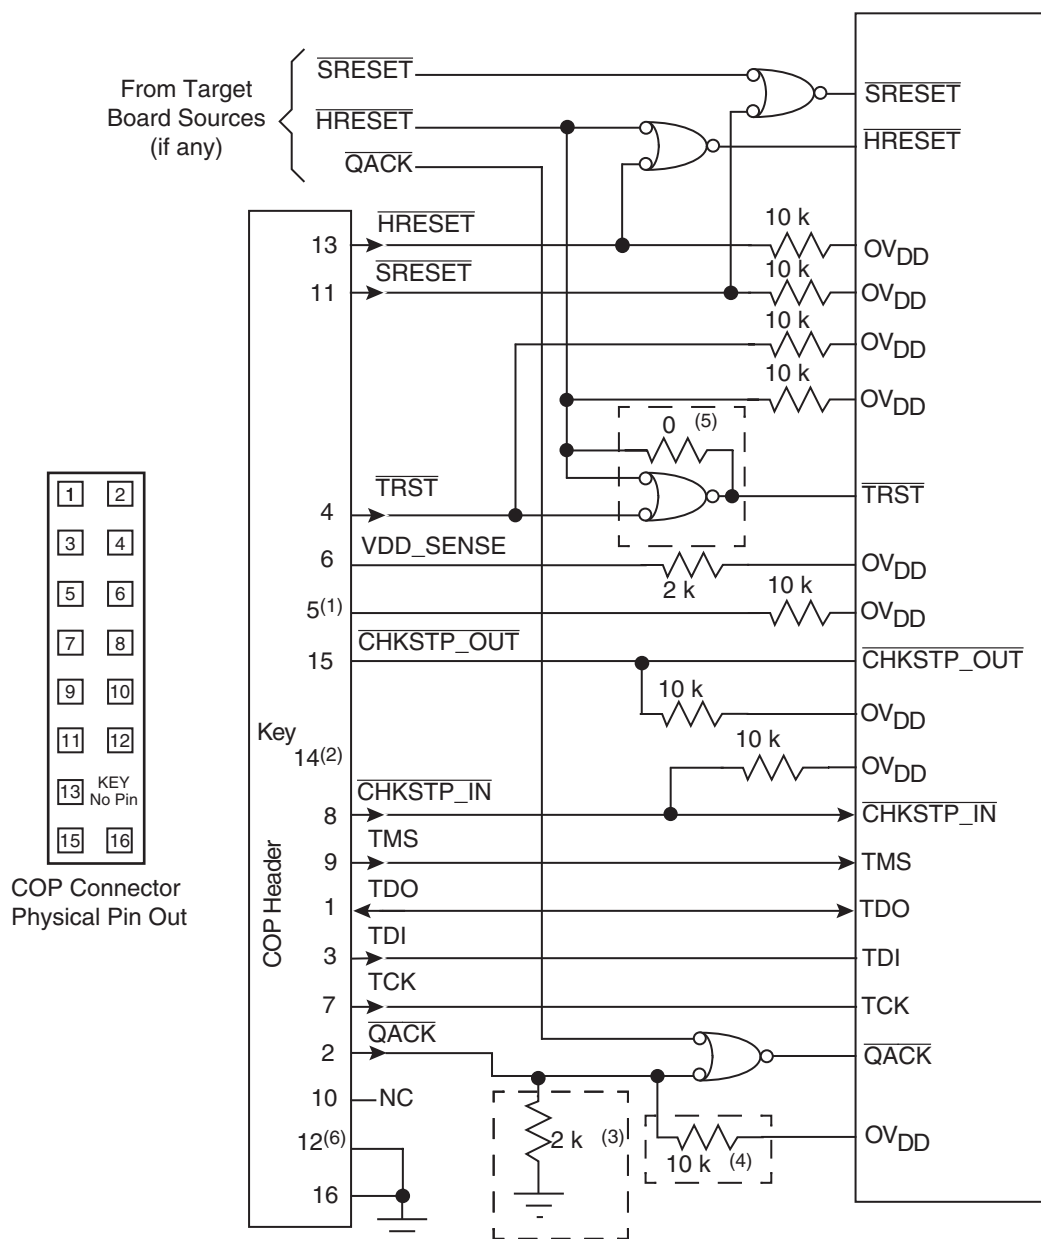 From Target
Board Sources
(if any)
SRESET
HRESET
QACK
SRESET
HRESET
13 HRESET 10 k OVDD
11 SRESET 10 k OVDD
10 k OVDD
10 k OVDD
0 (5)
4 TRST TRST
6 VDD_SENSE 2 k OVDD
5(1) 10 k OVDD
15 CHKSTP_OUT CHKSTP_OUT
10 k OVDD
Key
14(2)
10 k OVDD
8 CHKSTP_IN CHKSTP_IN
9 TMS TMS
1 TDO TDO
3 TDI TDI
7 TCK TCK
2 QACK QACK
10 NC
12(6)
2 k (3)
10 k (4) OVDD
16
COP Header
1 2
3 4
5 6
7 8
9 10
11 12
13 KEY
No Pin
15 16
COP Connector
Physical Pin Out